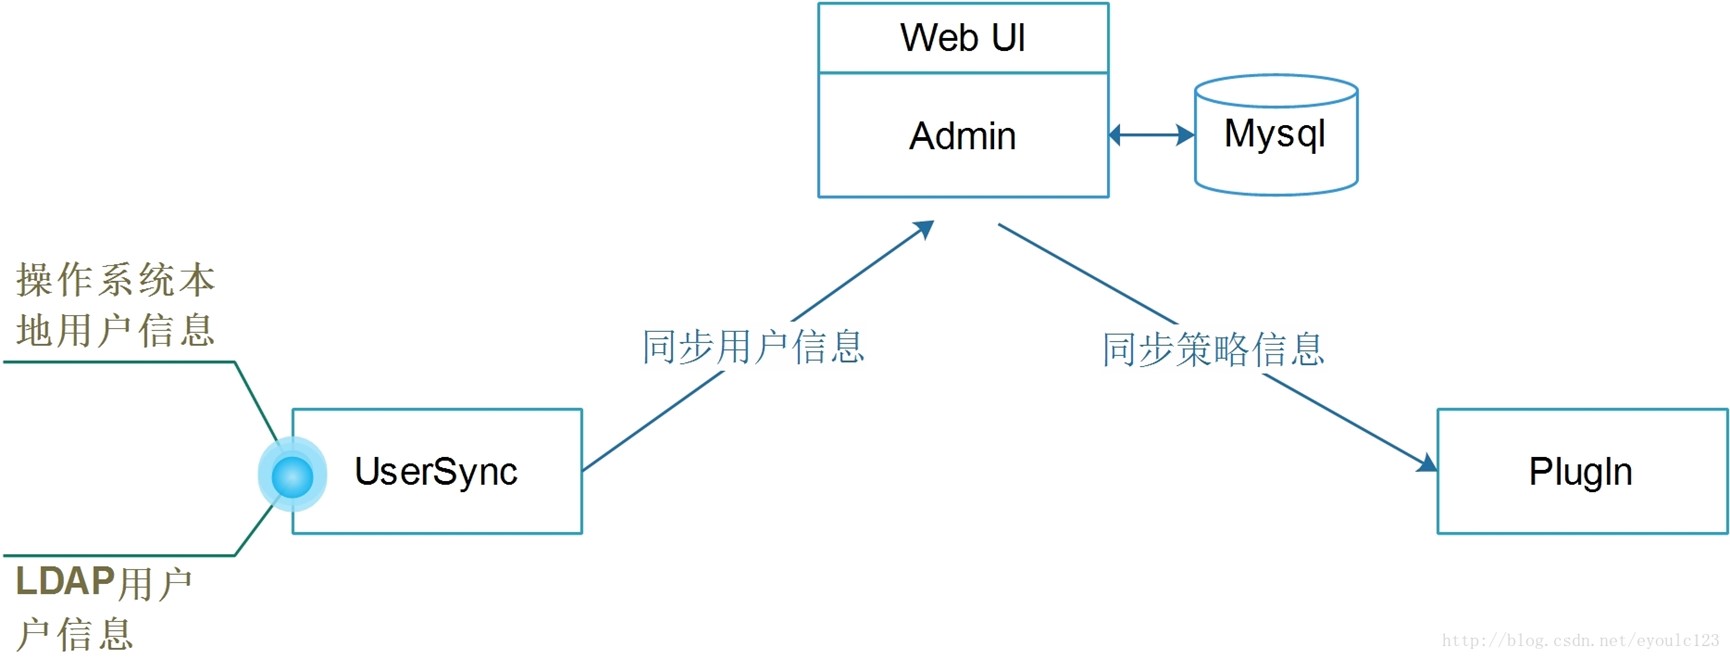 Web UI
Admin
Mysql
操作系统本
地用户信息
同步用户信息
同步策略信息
UserSync
PlugIn
LDAP用户
户信息
http://blog.csdn.net/eyoulc123